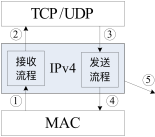 TCP/UDP
② ③
接收
流程
IPv4
发送
流程
① ④ ⑤
MAC